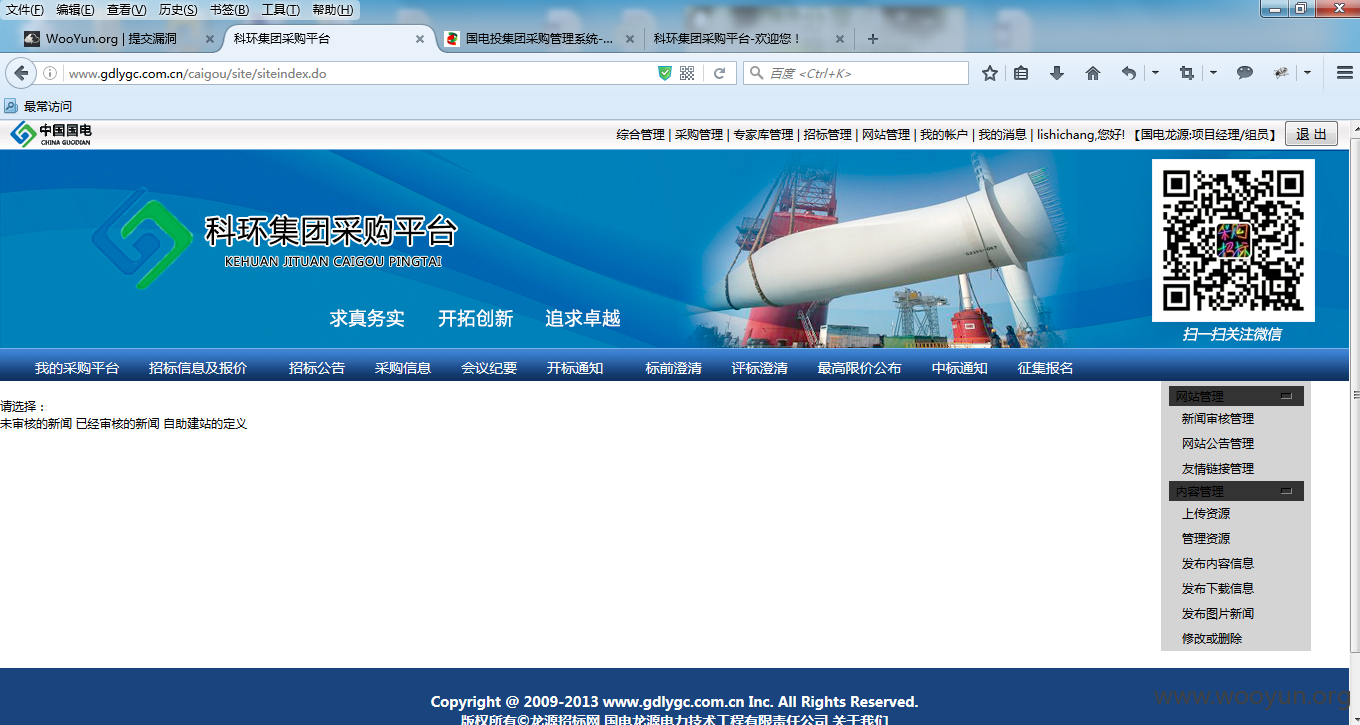 文件(F) 编辑(E) 查看(V) 历史(S) 书签(B) 工具(T) 帮助(H)
WooYun.org | 提交漏洞
科环集团采购平台
国电投集团采购管理系统-...
科环集团采购平台-欢迎您！
www.gdlygc.com.cn/caigou/site/siteindex.do
百度 <Ctrl+K>
最常访问
中国国电
CHINA GUODIAN
综合管理 | 采购管理 | 专家库管理 | 招标管理 | 网站管理 | 我的帐户 | 我的消息 | lishichang,您好! 【国电龙源:项目经理/组员】 退 出
科环集团采购平台
KEHUAN JITUAN CAIGOU PINGTAI
求真务实 开拓创新 追求卓越
采购
招标
扫一扫关注微信
我的采购平台 招标信息及报价 招标公告 采购信息 会议纪要 开标通知 标前澄清 评标澄清 最高限价公布 中标通知 征集报名
请选择：
未审核的新闻 已经审核的新闻 自助建站的定义
网站管理
新闻审核管理
网站公告管理
友情链接管理
内容管理
上传资源
管理资源
发布内容信息
发布下载信息
发布图片新闻
修改或删除
Copyright @ 2009-2013 www.gdlygc.com.cn Inc. All Rights Reserved.
版权所有©龙源招标网 国电龙源电力技术工程有限责任公司 关于我们
www.wooyun.org